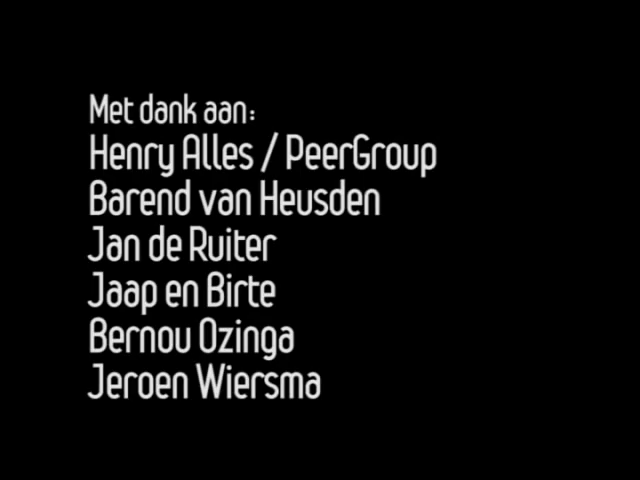 Met dank aan:
Henry Alles / PeerGroup
Barend van Heusden
Jan de Ruiter
Jaap en Birte
Bernou Ozinga
Jeroen Wiersma